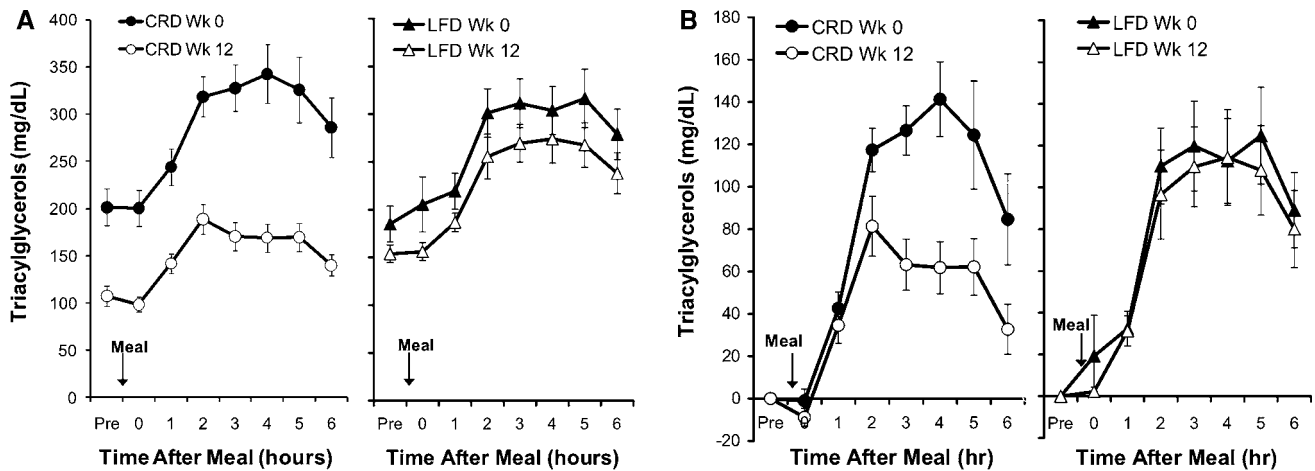 A
CRD Wk 0
CRD Wk 12
Triacylglycerols (mg/dL)
400
350
300
250
200
150
100
50
0
Meal
Pre 0 1 2 3 4 5 6
Time After Meal (hours)
LFD Wk 0
LFD Wk 12
Meal
Pre 0 1 2 3 4 5 6
Time After Meal (hours)
B
CRD Wk 0
CRD Wk 12
Triacylglycerols (mg/dL)
180
160
140
120
100
80
60
40
20
0
-20
Meal
Pre 0 1 2 3 4 5 6
Time After Meal (hr)
LFD Wk 0
LFD Wk 12
Meal
Pre 0 1 2 3 4 5 6
Time After Meal (hr)